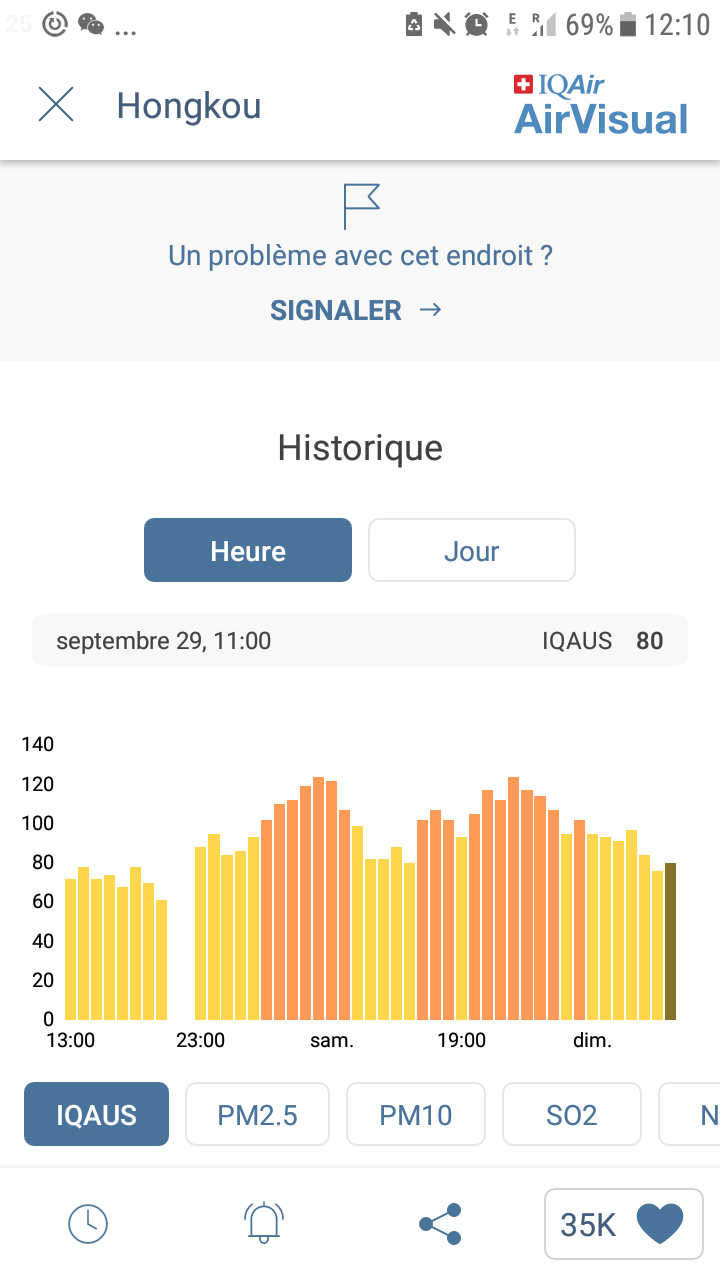 25 ... E R 69% 12:10
Hongkou
IQAir
AirVisual
Un problème avec cet endroit ?
SIGNALER →
Historique
Heure Jour
septembre 29, 11:00 IQAUS 80
140
120
100
80
60
40
20
0
13:00 23:00 sam. 19:00 dim.
IQAUS PM2.5 PM10 SO2 N
35K